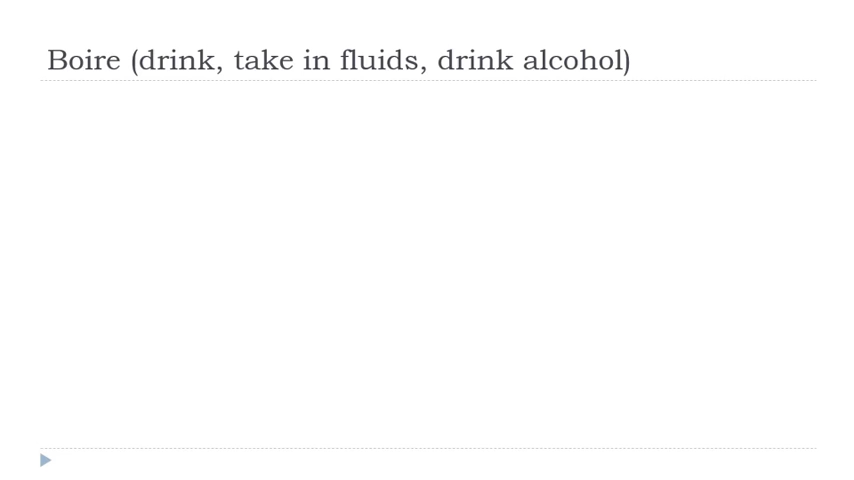 Boire (drink, take in fluids, drink alcohol)